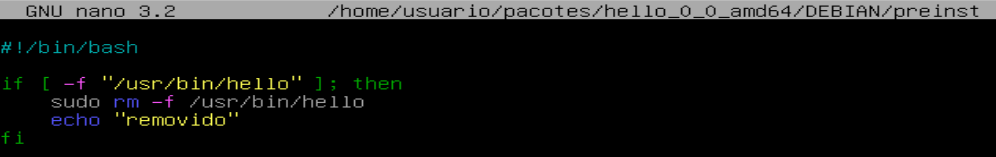 GNU nano 3.2 /home/usuario/pacotes/hello_0_0_amd64/DEBIAN/preinst
#!/bin/bash
if [ -f "/usr/bin/hello" ]; then
sudo rm -f /usr/bin/hello
echo "removido"
fi